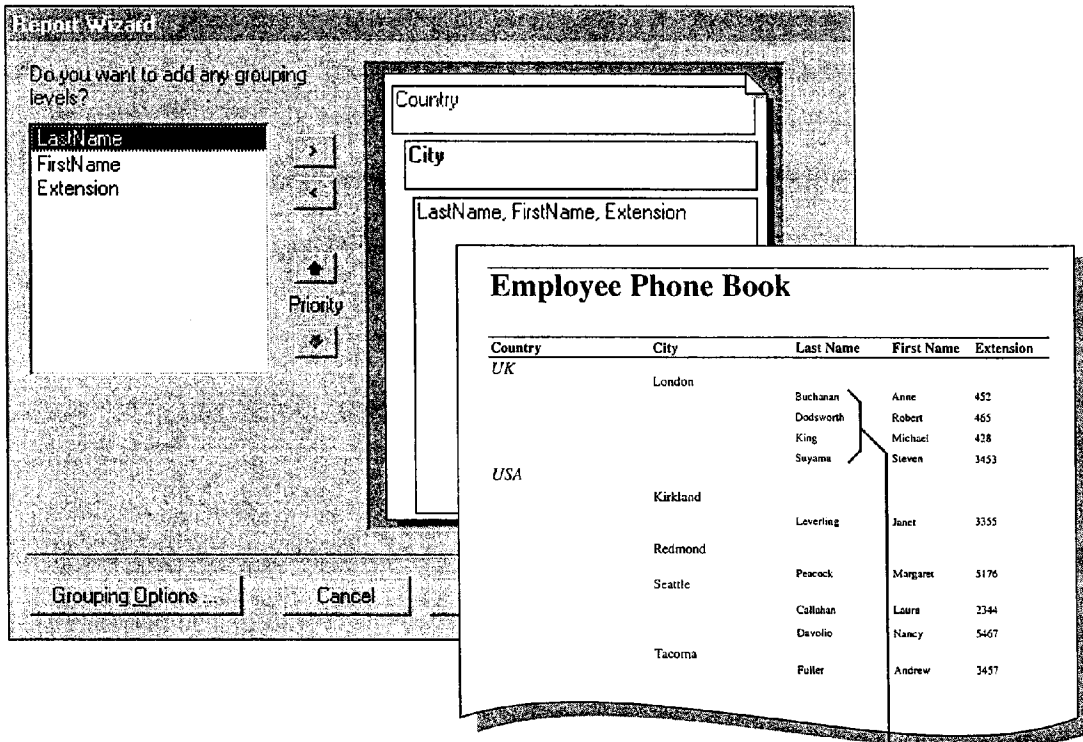 Report Wizard
Do you want to add any grouping
levels?
LastName
FirstName
Extension
>
<
Priority
Country
City
LastName, FirstName, Extension
Grouping Options ...
Cancel
Employee Phone Book
Country City Last Name First Name Extension
UK
London
Buchanan Anne 452
Dodsworth Robert 465
King Michael 428
Suyama Steven 3453
USA
Kirkland
Leverling Janet 3355
Redmond
Peacock Margaret 5176
Seattle
Callahan Laura 2344
Davolio Nancy 5467
Tacoma
Fuller Andrew 3457